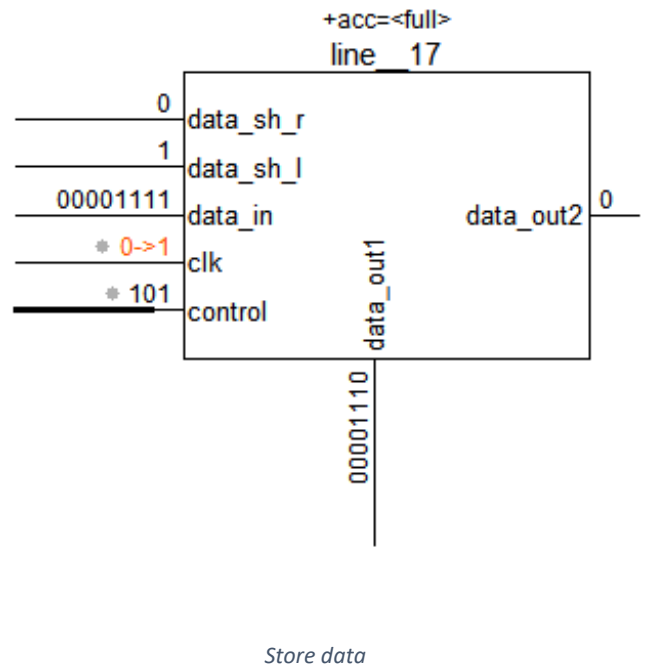 +acc=<full>
line__17
0
data_sh_r
1
data_sh_l
00001111
data_in
data_out2
0
0->1
clk
101
control
data_out1
00001110
Store data